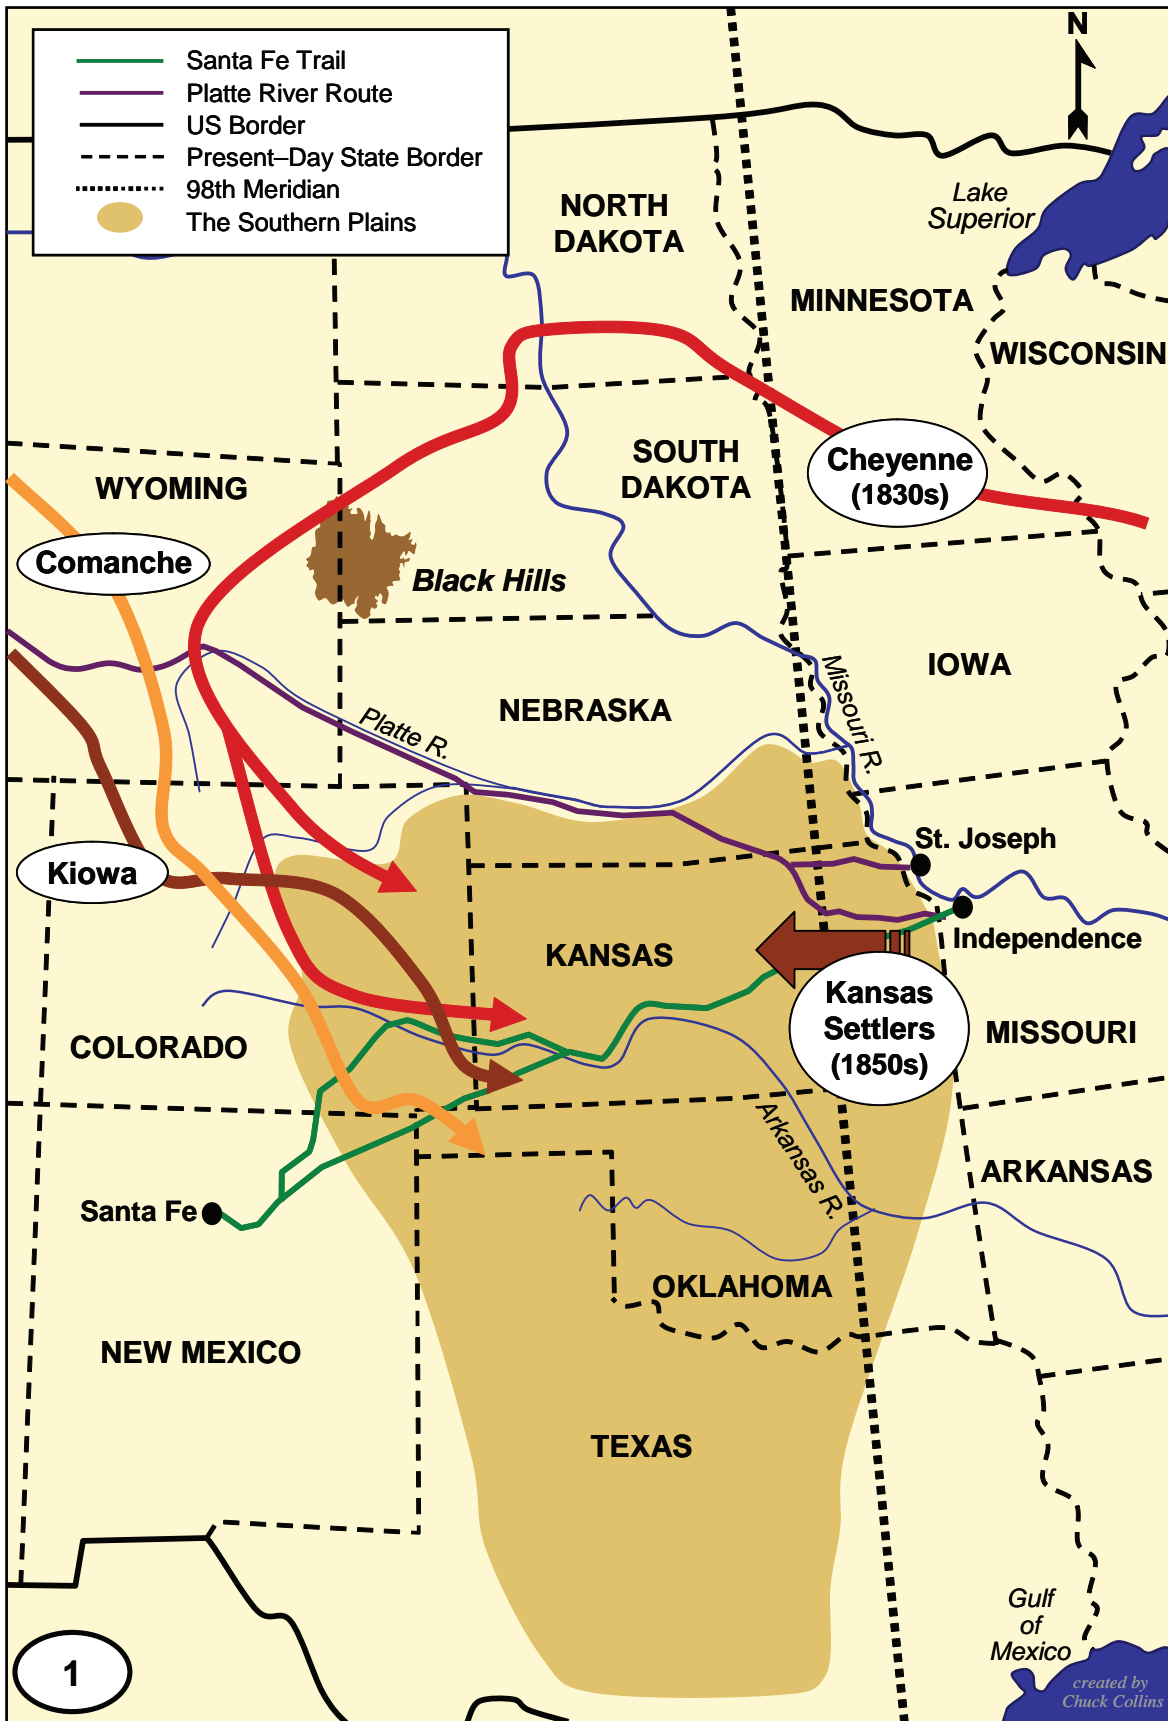 Santa Fe Trail
Platte River Route
US Border
Present–Day State Border
98th Meridian
The Southern Plains
N
Lake
Superior
NORTH
DAKOTA
MINNESOTA
WISCONSIN
SOUTH
DAKOTA
Cheyenne
(1830s)
WYOMING
Comanche
Black Hills
IOWA
NEBRASKA
Missouri R.
Platte R.
St. Joseph
Kiowa
Independence
KANSAS
Kansas
Settlers
(1850s)
COLORADO
MISSOURI
Arkansas R.
ARKANSAS
Santa Fe
OKLAHOMA
NEW MEXICO
TEXAS
Gulf
of
Mexico
1
created by
Chuck Collins